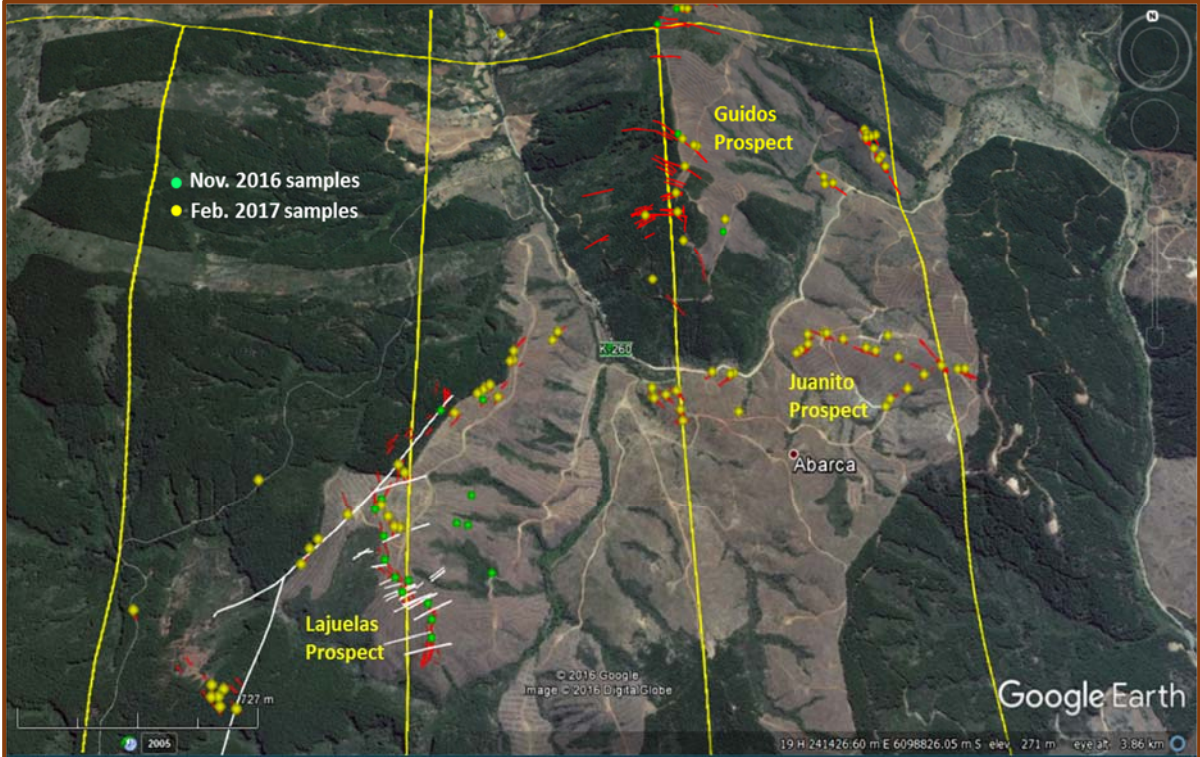 N
Guidos
Prospect
Nov. 2016 samples
Feb. 2017 samples
K-260
Juanito
Prospect
Abarca
Lajuelas
Prospect
© 2016 Google
Image © 2016 DigitalGlobe
727 m
Google Earth
2005
19 H 241426.60 m E 6098826.05 m S elev 271 m eye alt 3.86 km